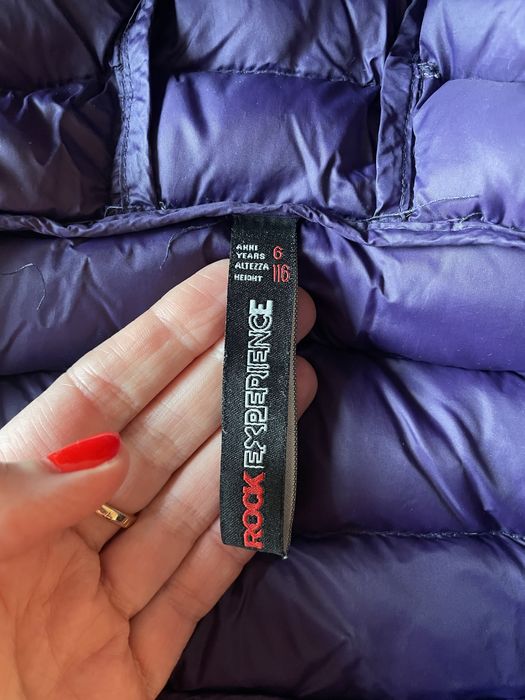 ANNI
YEARS 6
ALTEZZA
HEIGHT 116
ROCK EXPERIENCE